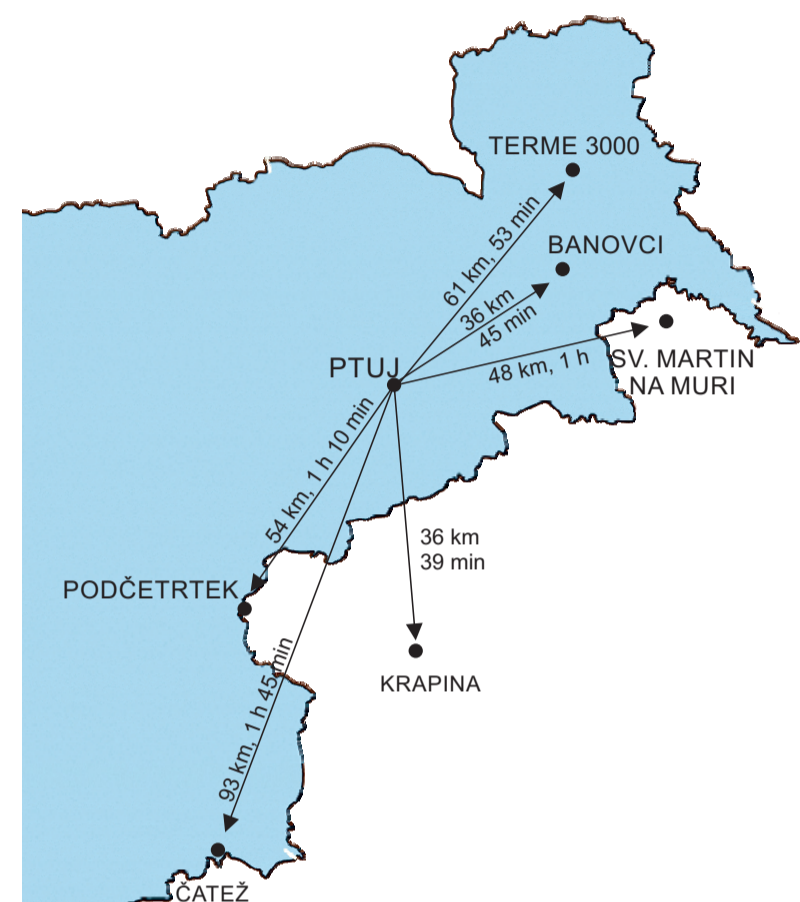 TERME 3000
61 km, 53 min
BANOVCI
36 km
45 min
SV. MARTIN
NA MURI
48 km, 1 h
PTUJ
54 km, 1 h 10 min
36 km
39 min
PODČETRTEK
KRAPINA
93 km, 1 h 45 min
ČATEŽ